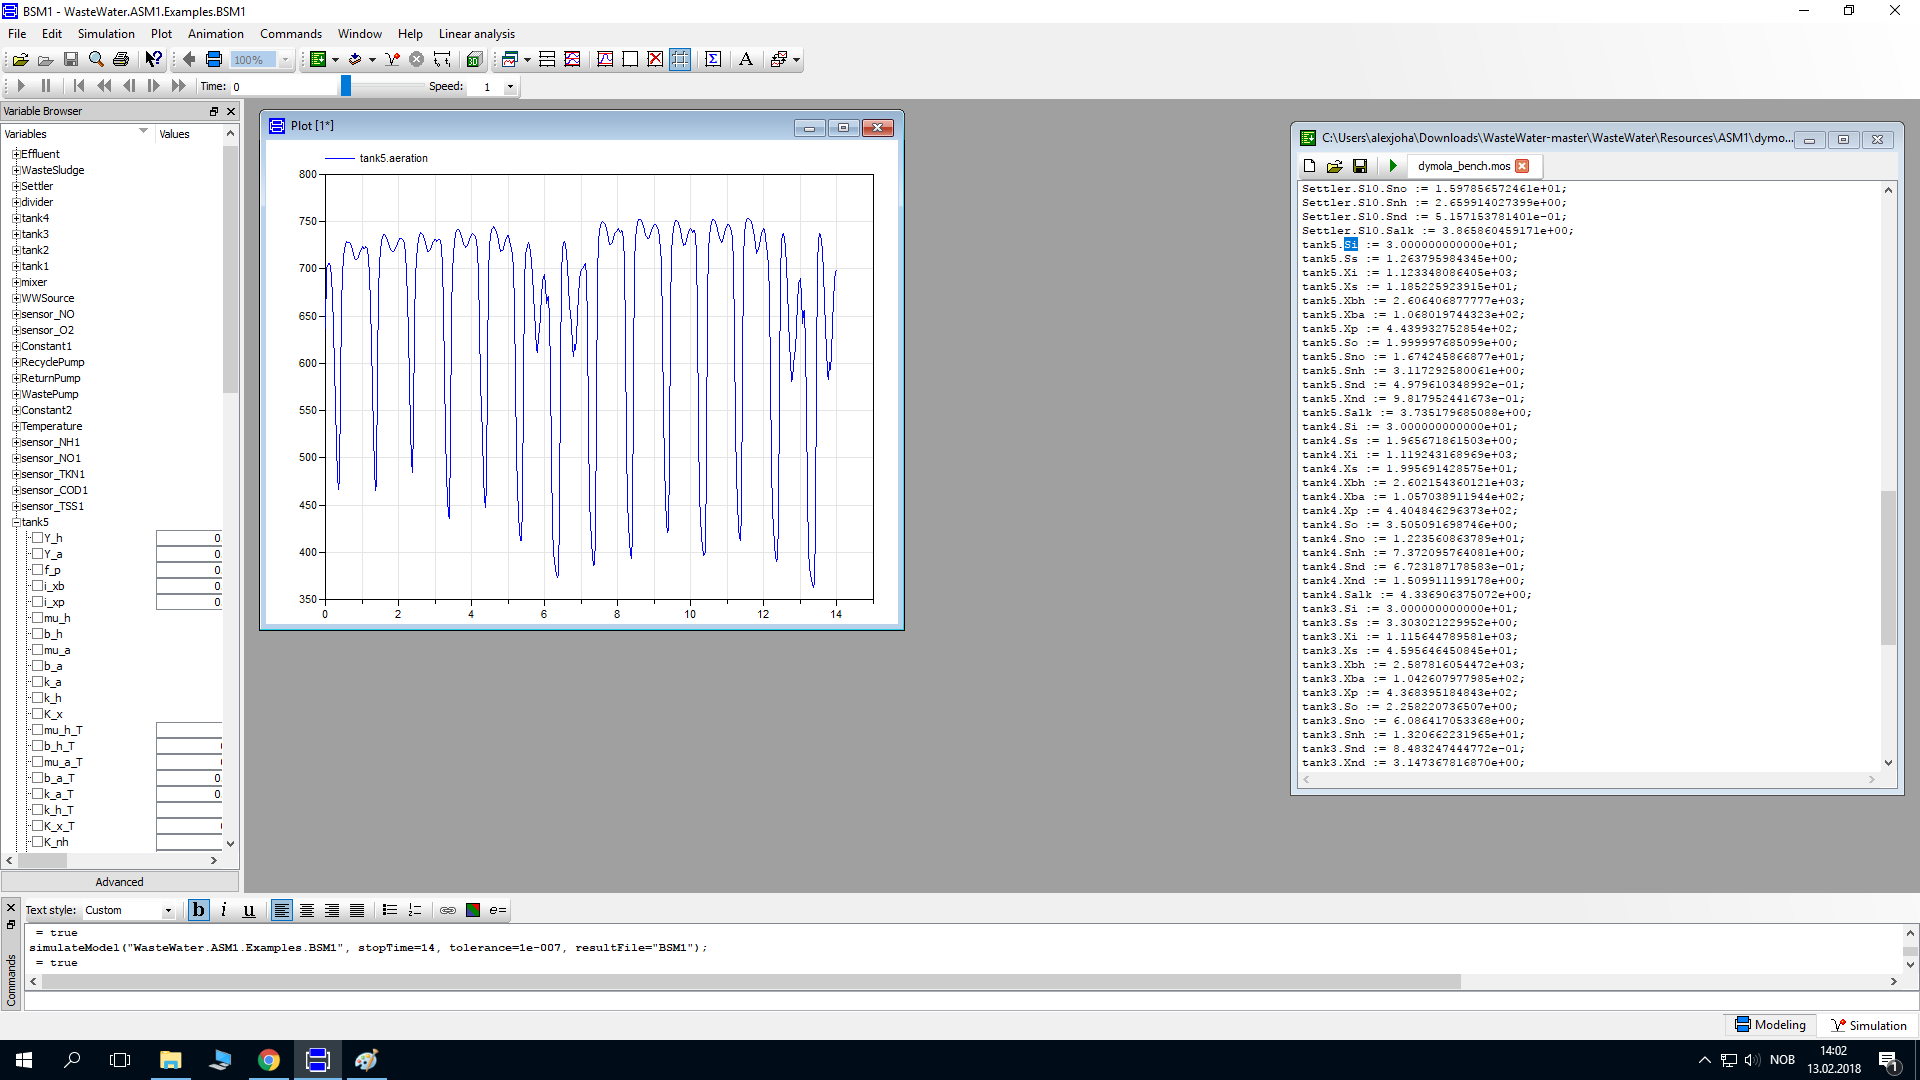 BSM1 - WasteWater.ASM1.Examples.BSM1
File Edit Simulation Plot Animation Commands Window Help Linear analysis
100%
Time: 0 Speed: 1
Variable Browser
Variables Values
Effluent
WasteSludge
Settler
divider
tank4
tank3
tank2
tank1
mixer
WWSource
sensor_NO
sensor_O2
Constant1
RecyclePump
ReturnPump
WastePump
Constant2
Temperature
sensor_NH1
sensor_NO1
sensor_TKN1
sensor_COD1
sensor_TSS1
tank5
Y_h 0
Y_a 0
f_p 0
i_xb 0
i_xp 0
mu_h
b_h
mu_a
b_a
k_a
k_h
K_x
mu_h_T
b_h_T
mu_a_T
b_a_T 0
k_a_T 0
k_h_T
K_x_T
K_nh
Advanced
Plot [1*]
tank5.aeration
800
750
700
650
600
550
500
450
400
350
0 2 4 6 8 10 12 14
C:\Users\alexjoha\Downloads\WasteWater-master\WasteWater\Resources\ASM1\dymo...
dymola_bench.mos
Settler.S10.Sno := 1.597856572461e+01;
Settler.S10.Snh := 2.659914027399e+00;
Settler.S10.Snd := 5.157153781401e-01;
Settler.S10.Salk := 3.865860459171e+00;
tank5.Si := 3.000000000000e+01;
tank5.Ss := 1.263795984345e+00;
tank5.Xi := 1.123348086405e+03;
tank5.Xs := 1.185225923915e+01;
tank5.Xbh := 2.606406877777e+03;
tank5.Xba := 1.068019744323e+02;
tank5.Xp := 4.439932752854e+02;
tank5.So := 1.999997685099e+00;
tank5.Sno := 1.674245866877e+01;
tank5.Snh := 3.117292580061e+00;
tank5.Snd := 4.979610348992e-01;
tank5.Xnd := 9.817952441673e-01;
tank5.Salk := 3.735179685088e+00;
tank4.Si := 3.000000000000e+01;
tank4.Ss := 1.965671861503e+00;
tank4.Xi := 1.119243168969e+03;
tank4.Xs := 1.995691428575e+01;
tank4.Xbh := 2.602154360121e+03;
tank4.Xba := 1.057038911944e+02;
tank4.Xp := 4.404846296373e+02;
tank4.So := 3.505091698746e+00;
tank4.Sno := 1.223560863789e+01;
tank4.Snh := 7.372095764081e+00;
tank4.Snd := 6.723187178583e-01;
tank4.Xnd := 1.509911199178e+00;
tank4.Salk := 4.336906375072e+00;
tank3.Si := 3.000000000000e+01;
tank3.Ss := 3.303021229952e+00;
tank3.Xi := 1.115644789581e+03;
tank3.Xs := 4.595646450845e+01;
tank3.Xbh := 2.587816054472e+03;
tank3.Xba := 1.042607977985e+02;
tank3.Xp := 4.368395184843e+02;
tank3.So := 2.258220736507e+00;
tank3.Sno := 6.086417053368e+00;
tank3.Snh := 1.320662231965e+01;
tank3.Snd := 8.483247444772e-01;
tank3.Xnd := 3.147367816870e+00;
Text style: Custom b i u e=
Commands
= true
simulateModel("WasteWater.ASM1.Examples.BSM1", stopTime=14, tolerance=1e-007, resultFile="BSM1");
= true
Modeling Simulation
NOB
14:02
13.02.2018
1